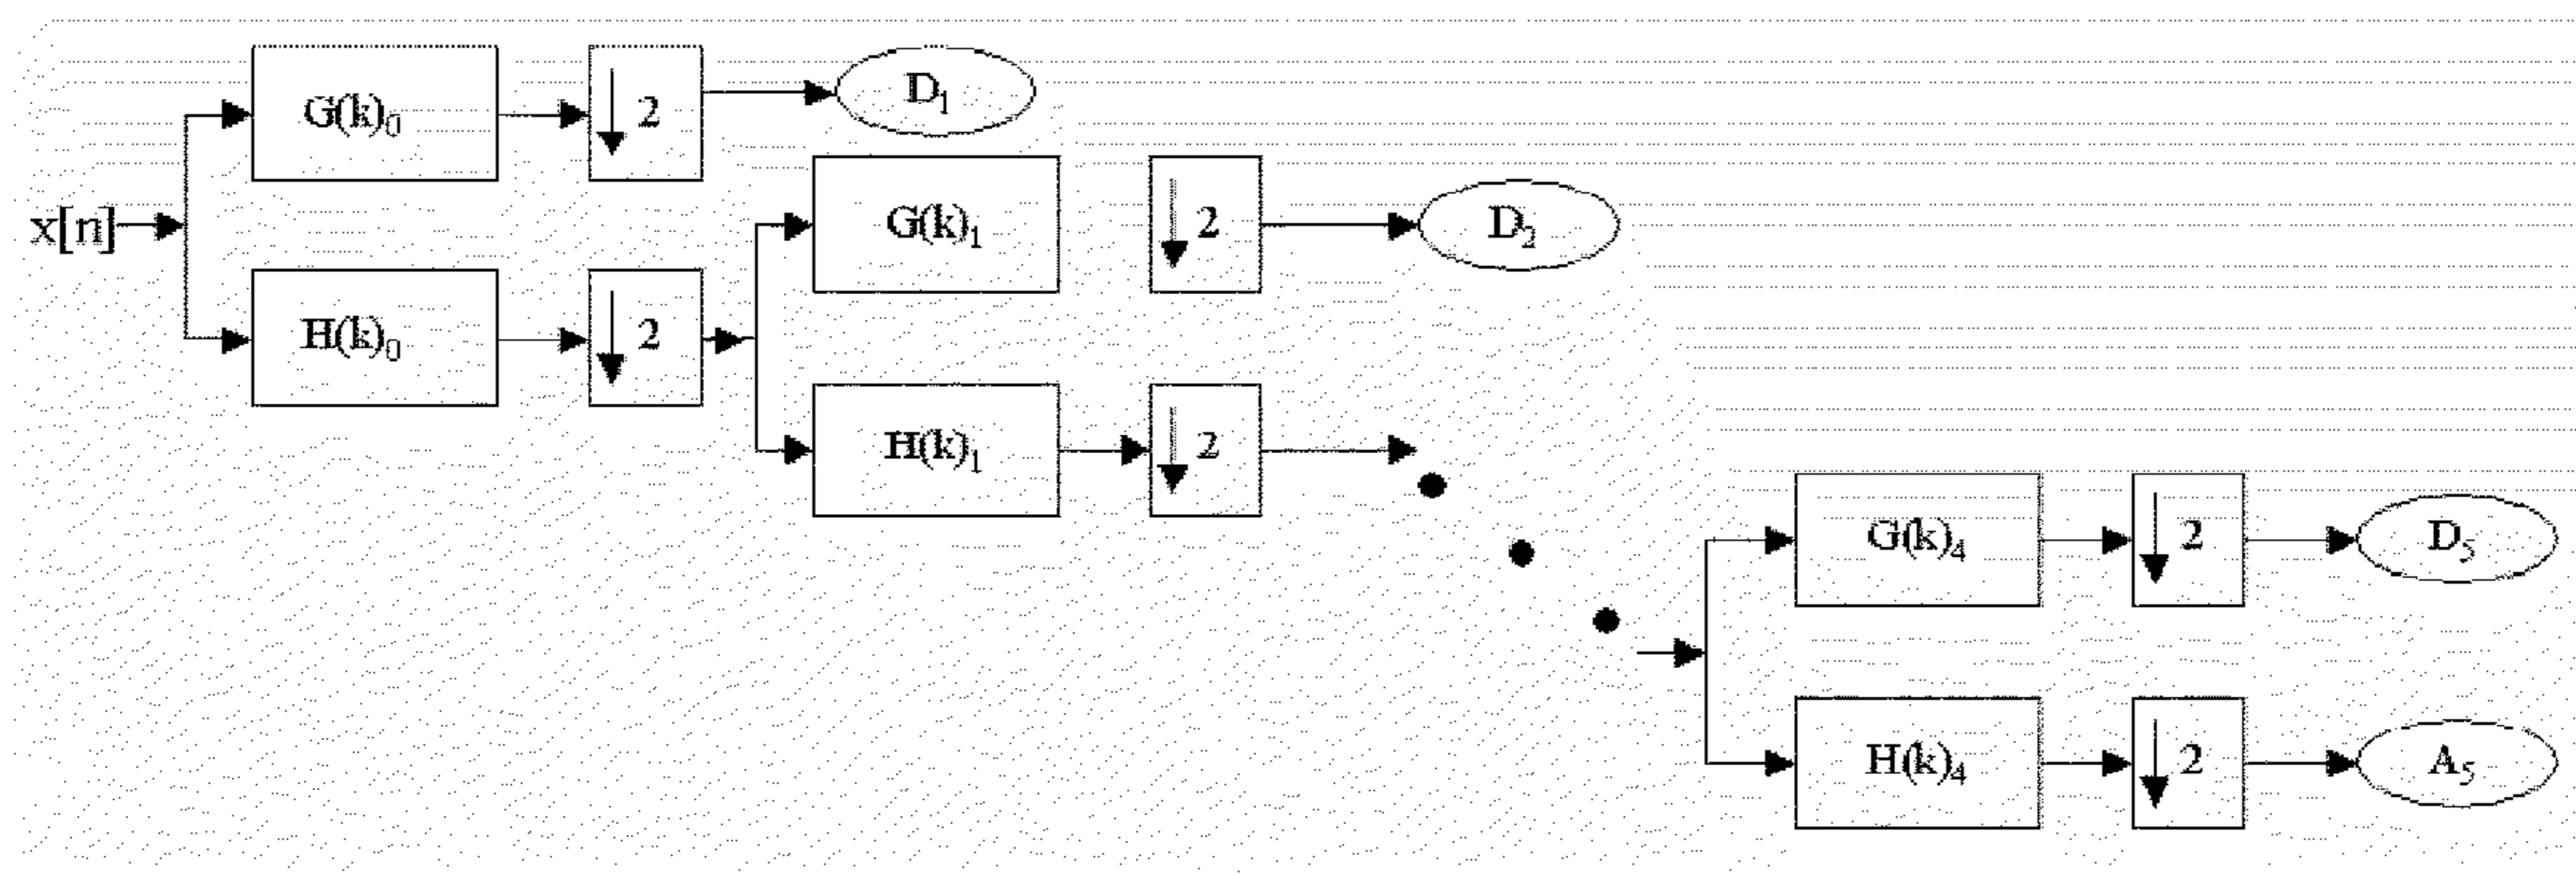 G(k)₀ ↓ 2 D₁
x[n]
G(k)₁ ↓ 2 D₂
H(k)₀ ↓ 2
H(k)₁ ↓ 2
G(k)₄ ↓ 2 D₅
H(k)₄ ↓ 2 A₅